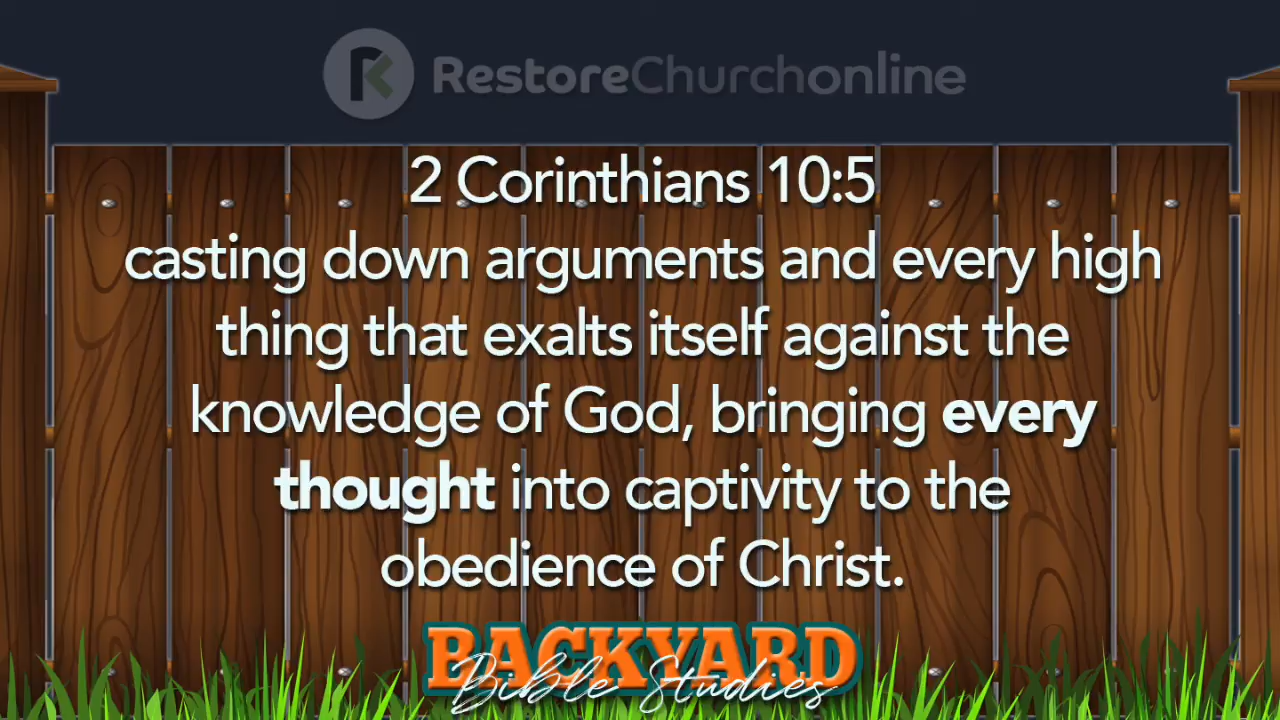 RestoreChurchonline
2 Corinthians 10:5
casting down arguments and every high
thing that exalts itself against the
knowledge of God, bringing every
thought into captivity to the
obedience of Christ.
BACKYARD
Bible Studies